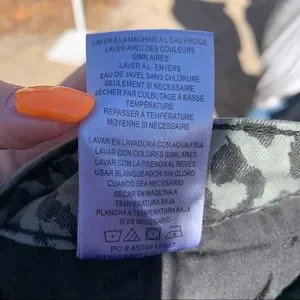 LAVER A LA MACHINE A L'EAU FROIDE
LAVER AVEC DES COULEURS
SIMILAIRES
LAVER À L'ENVERS
EAU DE JAVEL SANS CHLORURE
SEULEMENT SI NECESSAIRE
SÉCHER PAR CULBUTAGE À BASSE
TEMPÉRATURE
REPASSER À TEMPÉRATURE
MOYENNE SI NECESSAIRE
LAVAR EN LAVADORA CON AGUA FRIA
LAVAR CON COLORES SIMILARES
LAVAR CON LA PRENDA AL REVES
USAR BLANQUEADOR SIN CLORO
CUANDO SEA NECESARIO
SECAR EN MAQUINA A
TEMPERATURA BAJA
PLANCHA A TEMPERATURA BAJA
SI ES NECESARIO
PO #